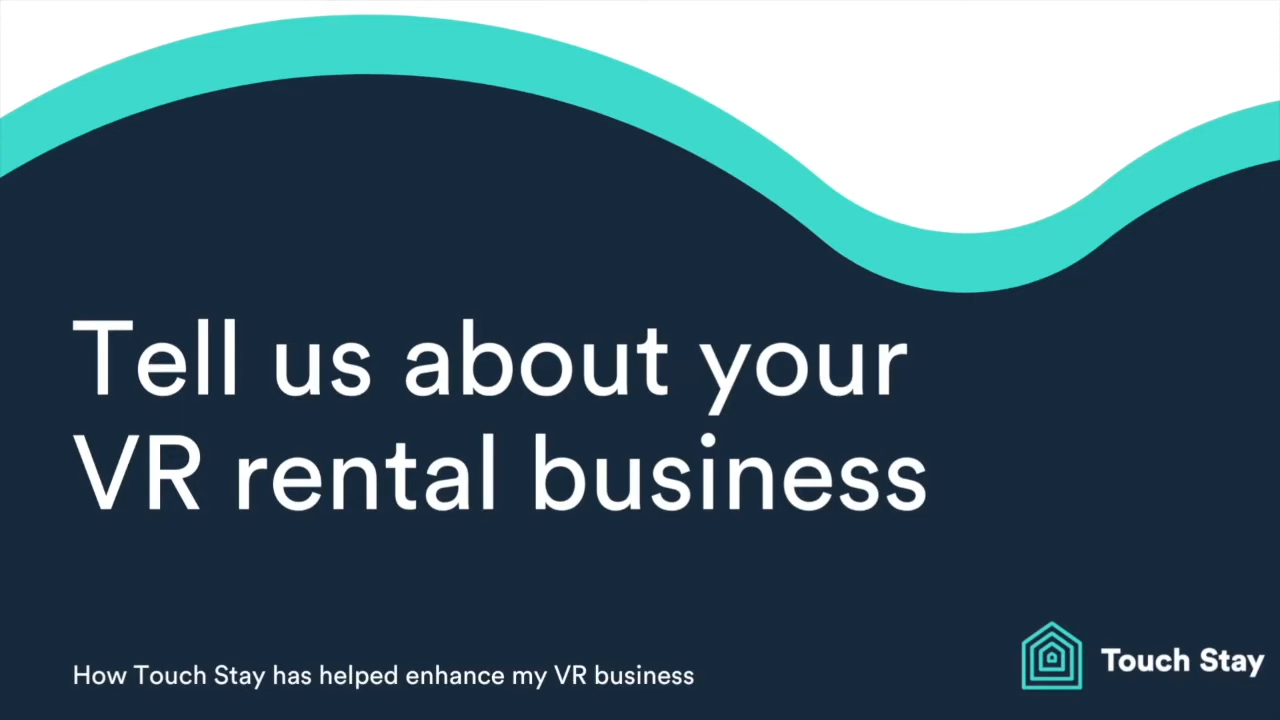 Tell us about your
VR rental business
How Touch Stay has helped enhance my VR business
Touch Stay